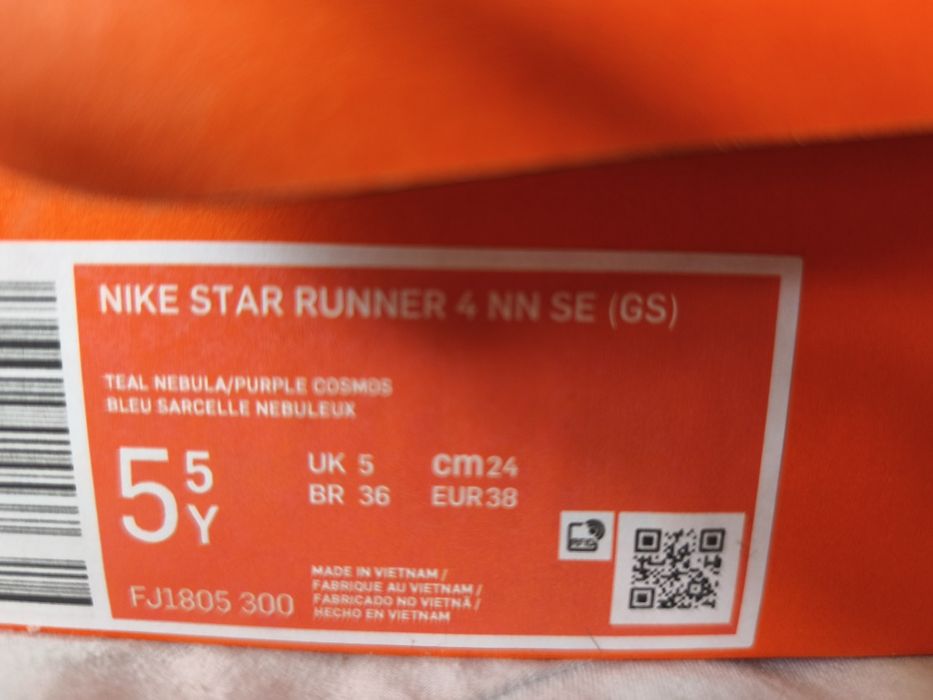 NIKE STAR RUNNER 4 NN SE (GS)
TEAL NEBULA/PURPLE COSMOS
BLEU SARCELLE NEBULEUX
5 5 Y
UK 5 cm 24
BR 36 EUR 38
RFID
FJ1805 300
MADE IN VIETNAM /
FABRIQUE AU VIETNAM /
FABRICADO NO VIETNÃ /
HECHO EN VIETNAM